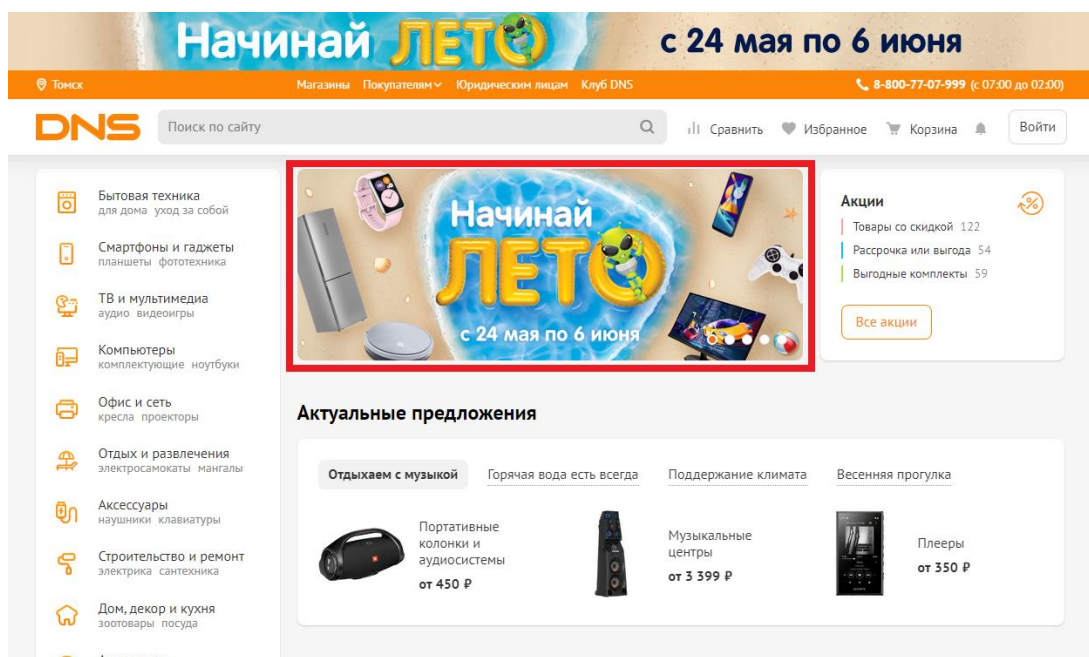 Начинай ЛЕТО с 24 мая по 6 июня
Томск Магазины Покупателям Юридическим лицам Клуб DNS 8-800-77-07-999 (с 07:00 до 02:00)
DNS Поиск по сайту Сравнить Избранное Корзина Войти
Бытовая техника
для дома уход за собой
Смартфоны и гаджеты
планшеты фототехника
ТВ и мультимедиа
аудио видеоигры
Компьютеры
комплектующие ноутбуки
Офис и сеть
кресла проекторы
Отдых и развлечения
электросамокаты мангалы
Аксессуары
наушники клавиатуры
Строительство и ремонт
электрика сантехника
Дом, декор и кухня
зоотовары посуда
Начинай
ЛЕТО
с 24 мая по 6 июня
Акции
Товары со скидкой 122
Рассрочка или выгода 54
Выгодные комплекты 59
Все акции
Актуальные предложения
Отдыхаем с музыкой Горячая вода есть всегда Поддержание климата Весенняя прогулка
Портативные
колонки и
аудиосистемы
от 450 ₽
Музыкальные
центры
от 3 399 ₽
Плееры
от 350 ₽